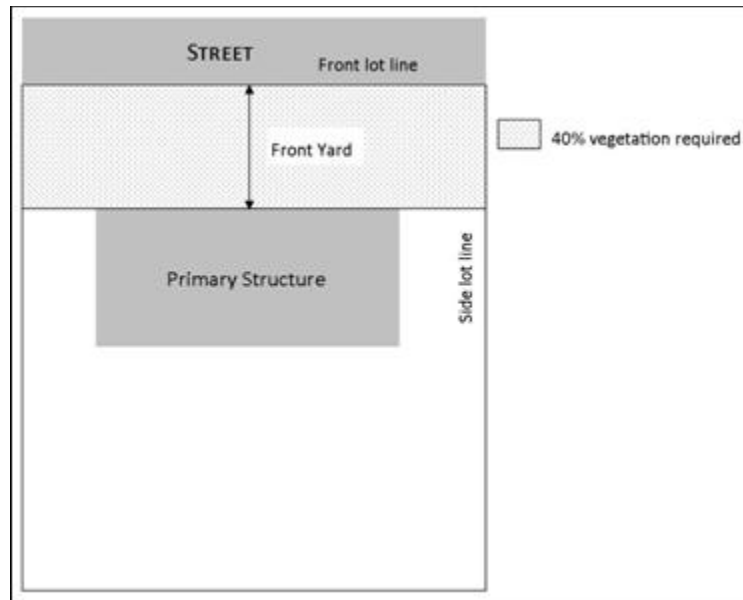 STREET
Front lot line
Front Yard
40% vegetation required
Primary Structure
Side lot line